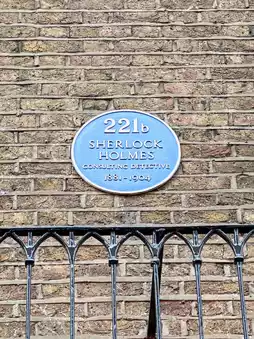 221b
SHERLOCK
HOLMES
CONSULTING DETECTIVE
1881-1904